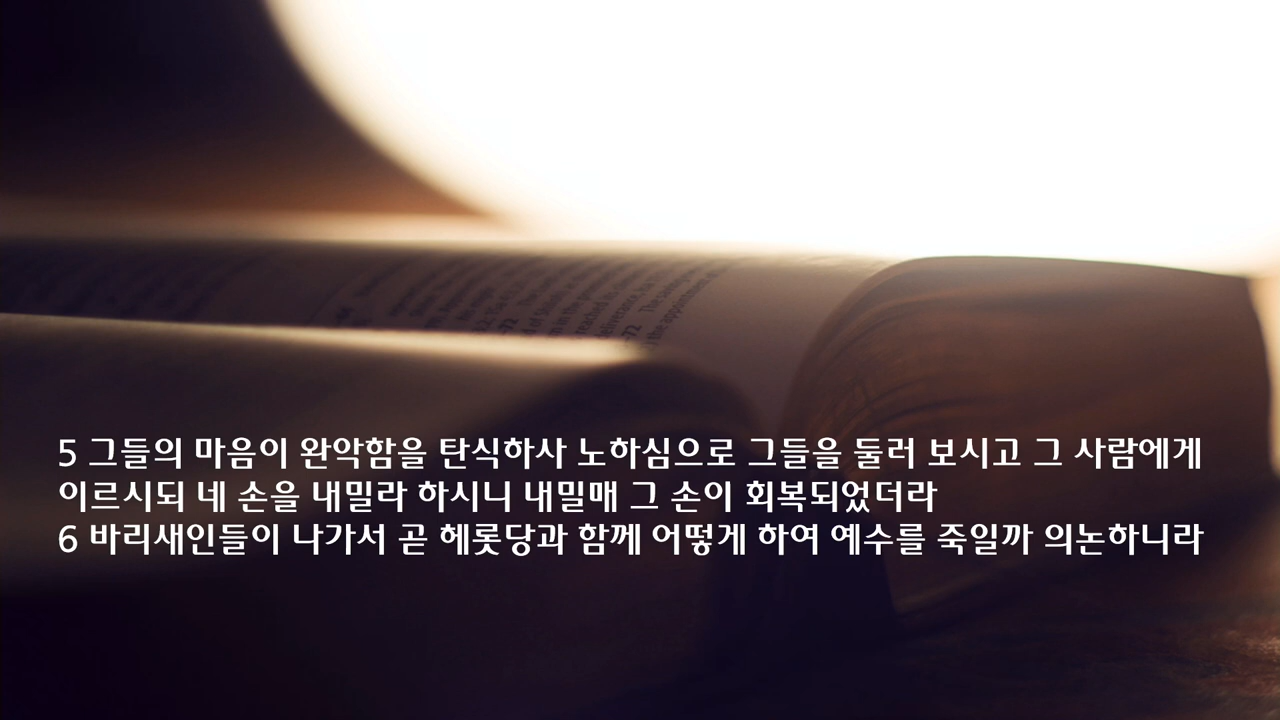 5 그들의 마음이 완악함을 탄식하사 노하심으로 그들을 둘러 보시고 그 사람에게
이르시되 네 손을 내밀라 하시니 내밀매 그 손이 회복되었더라
6 바리새인들이 나가서 곧 헤롯당과 함께 어떻게 하여 예수를 죽일까 의논하니라